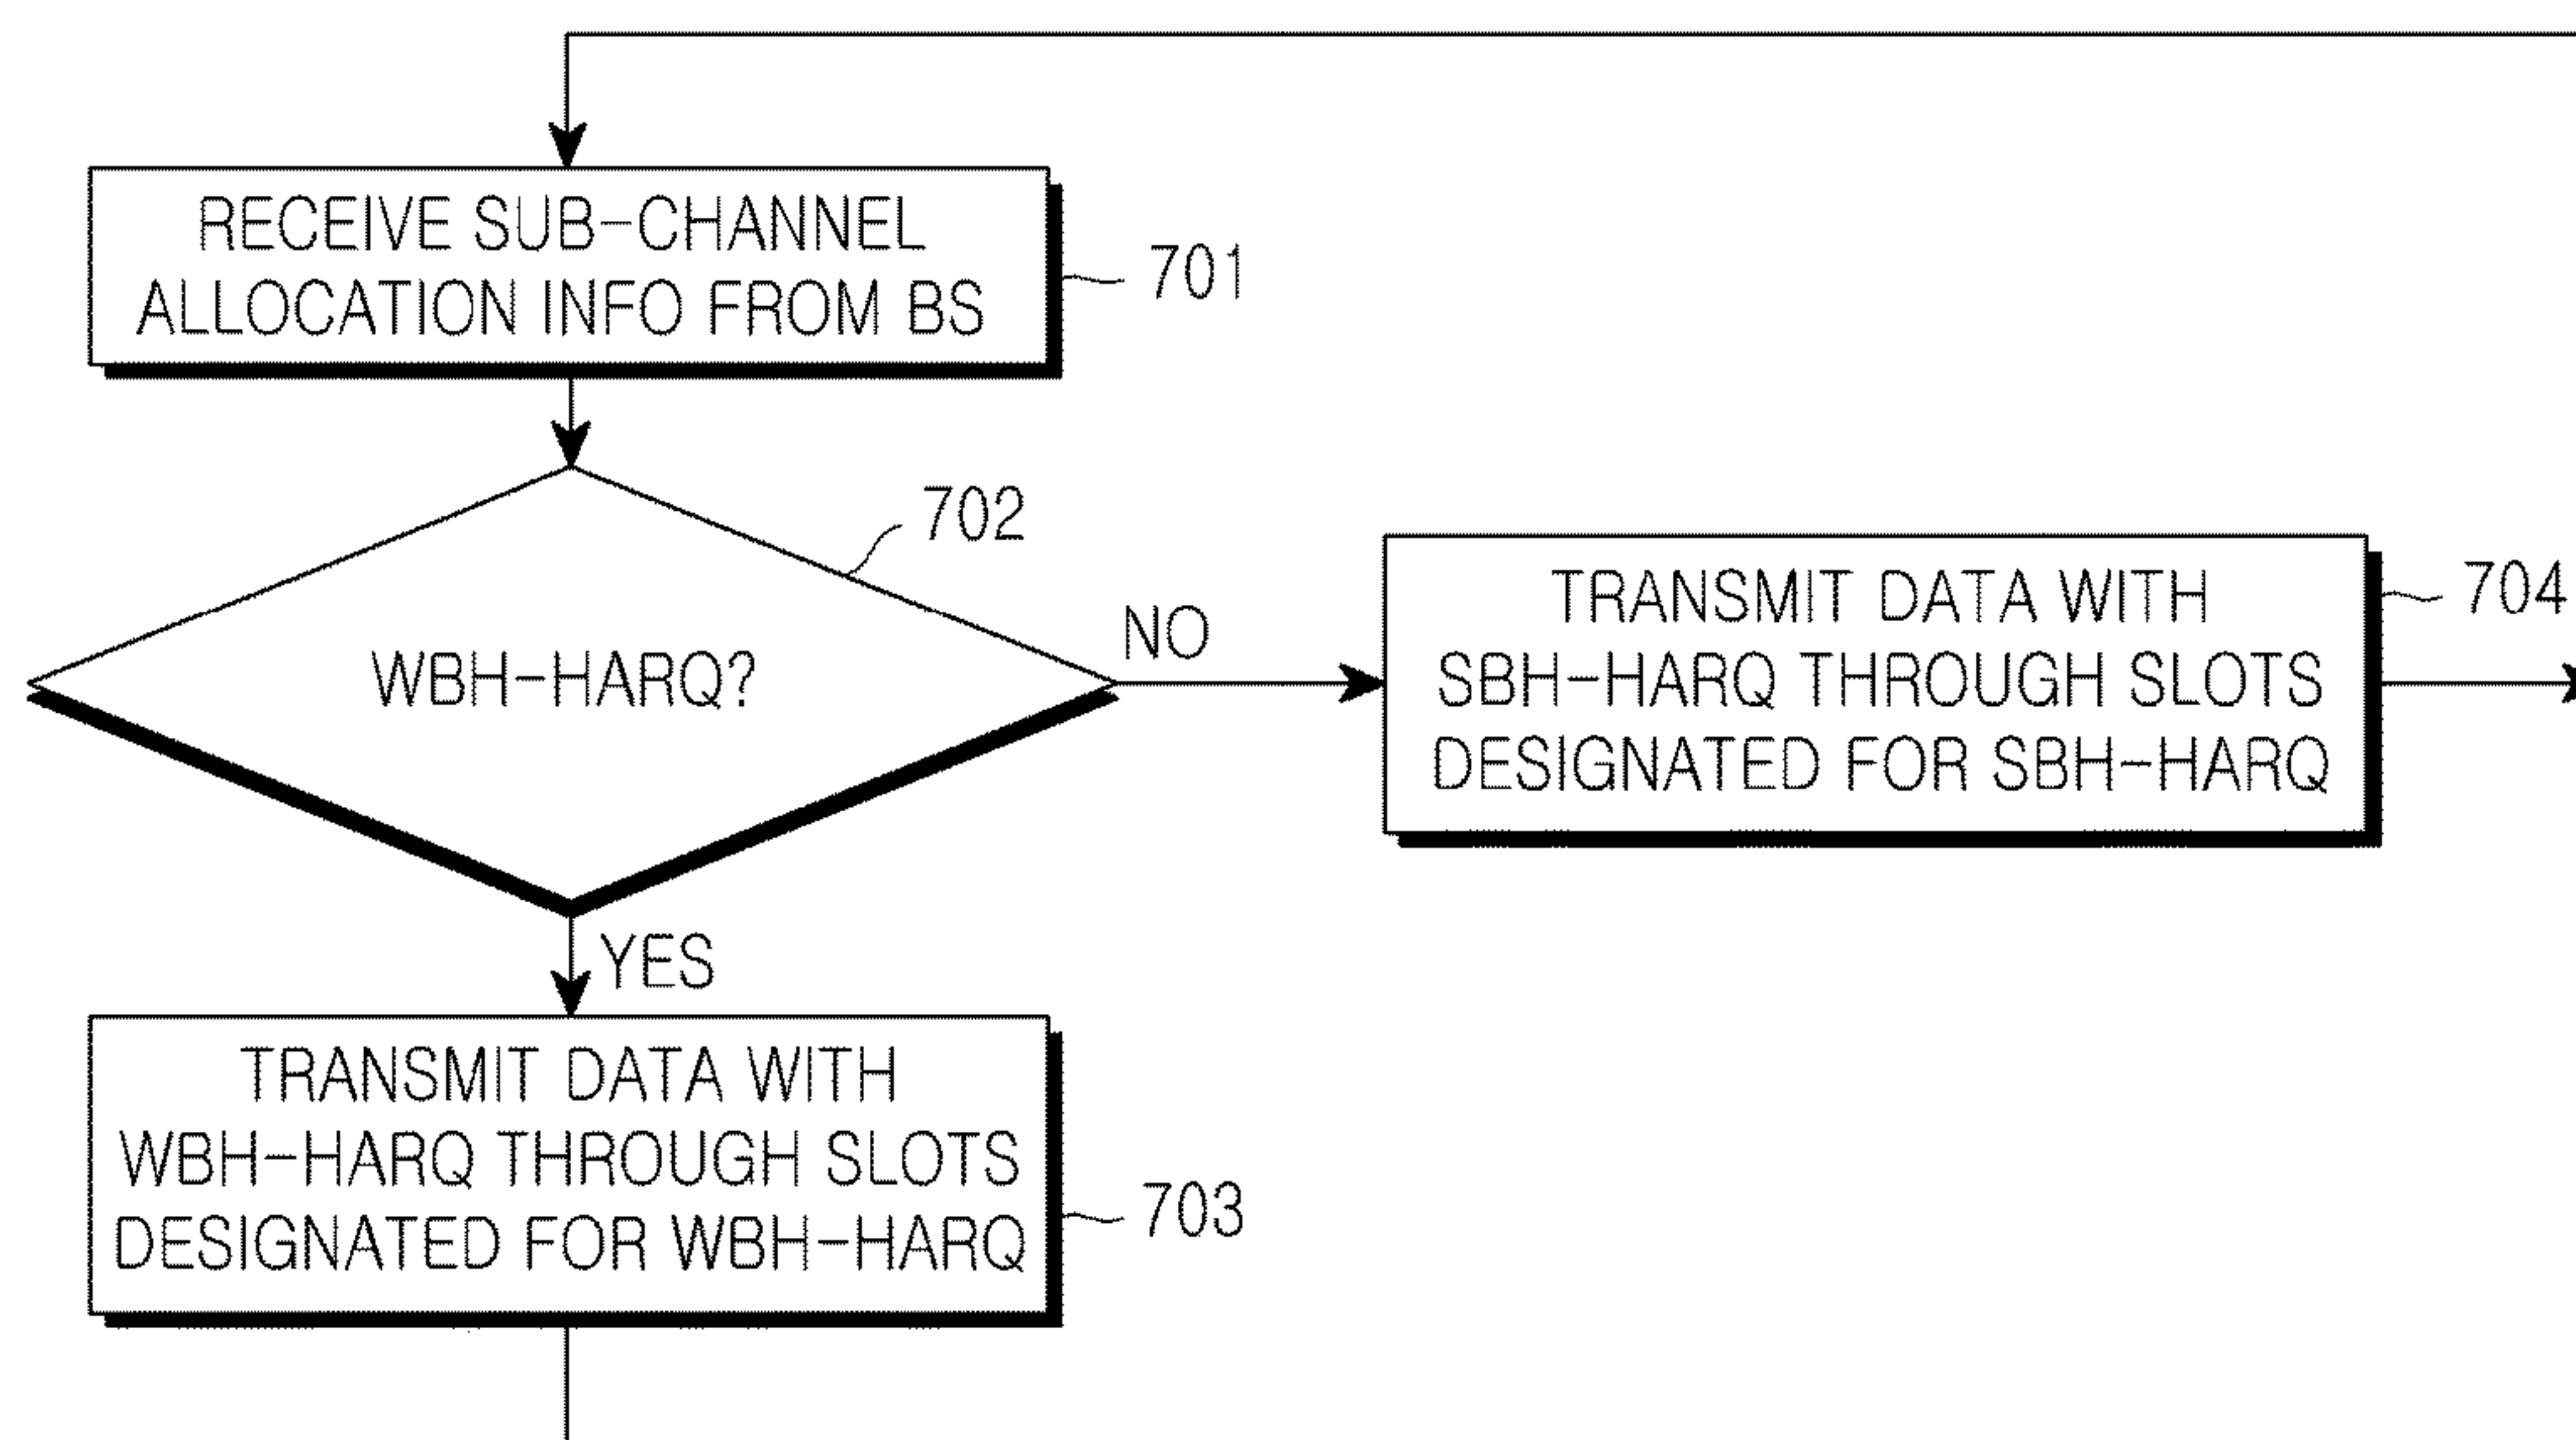 RECEIVE SUB-CHANNEL
ALLOCATION INFO FROM BS
701
702
WBH-HARQ?
NO
TRANSMIT DATA WITH
SBH-HARQ THROUGH SLOTS
DESIGNATED FOR SBH-HARQ
704
YES
TRANSMIT DATA WITH
WBH-HARQ THROUGH SLOTS
DESIGNATED FOR WBH-HARQ
703